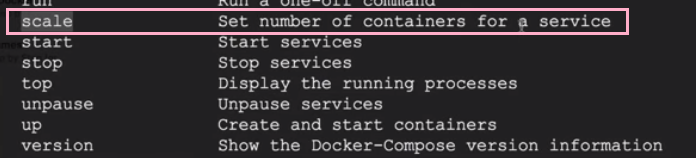 run Run a one-off command
scale Set number of containers for a service
start Start services
stop Stop services
top Display the running processes
unpause Unpause services
up Create and start containers
version Show the Docker-Compose version information